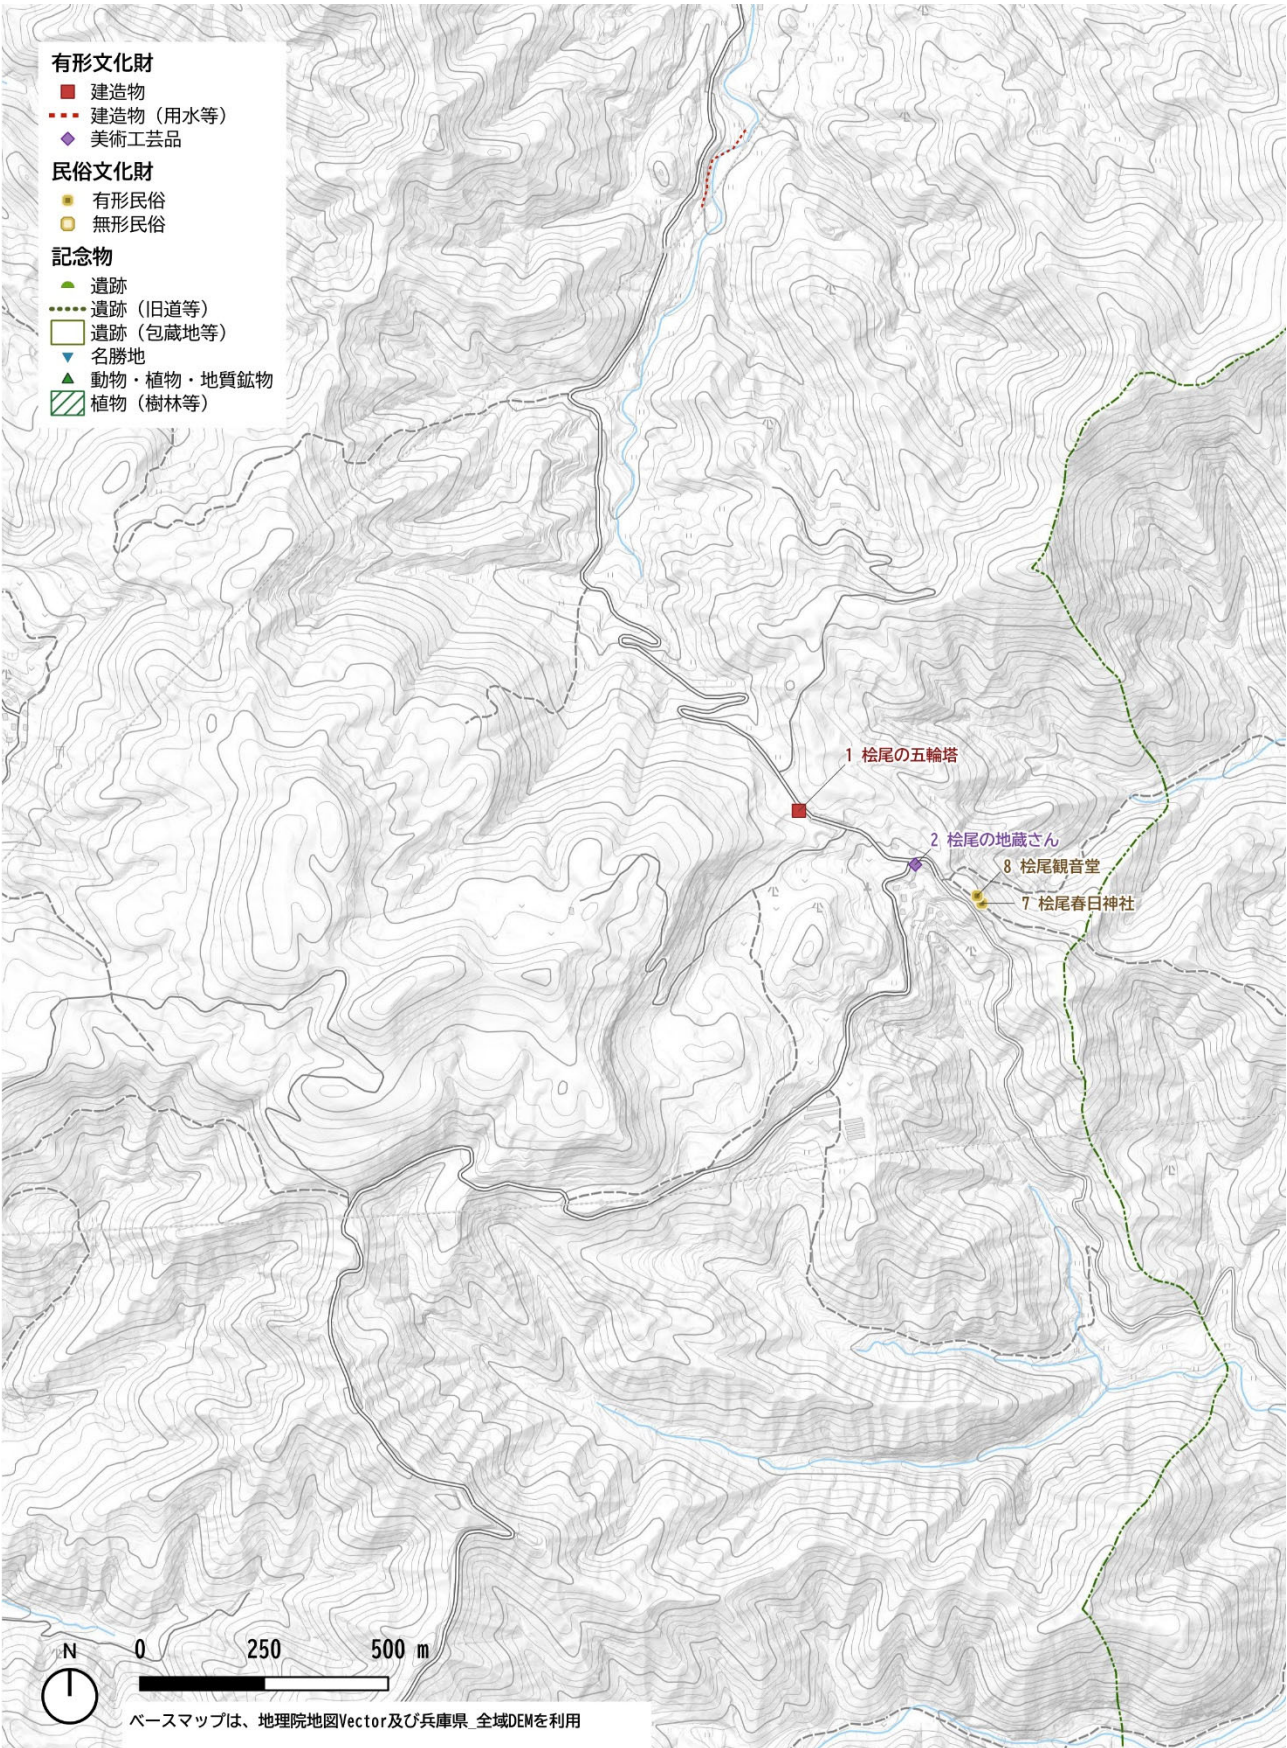 有形文化財
建造物
建造物（用水等）
美術工芸品
民俗文化財
有形民俗
無形民俗
記念物
遺跡
遺跡（旧道等）
遺跡（包蔵地等）
名勝地
動物・植物・地質鉱物
植物（樹林等）
1 桧尾の五輪塔
2 桧尾の地蔵さん
8 桧尾観音堂
7 桧尾春日神社
N
0 250 500 m
ベースマップは、地理院地図Vector及び兵庫県_全域DEMを利用